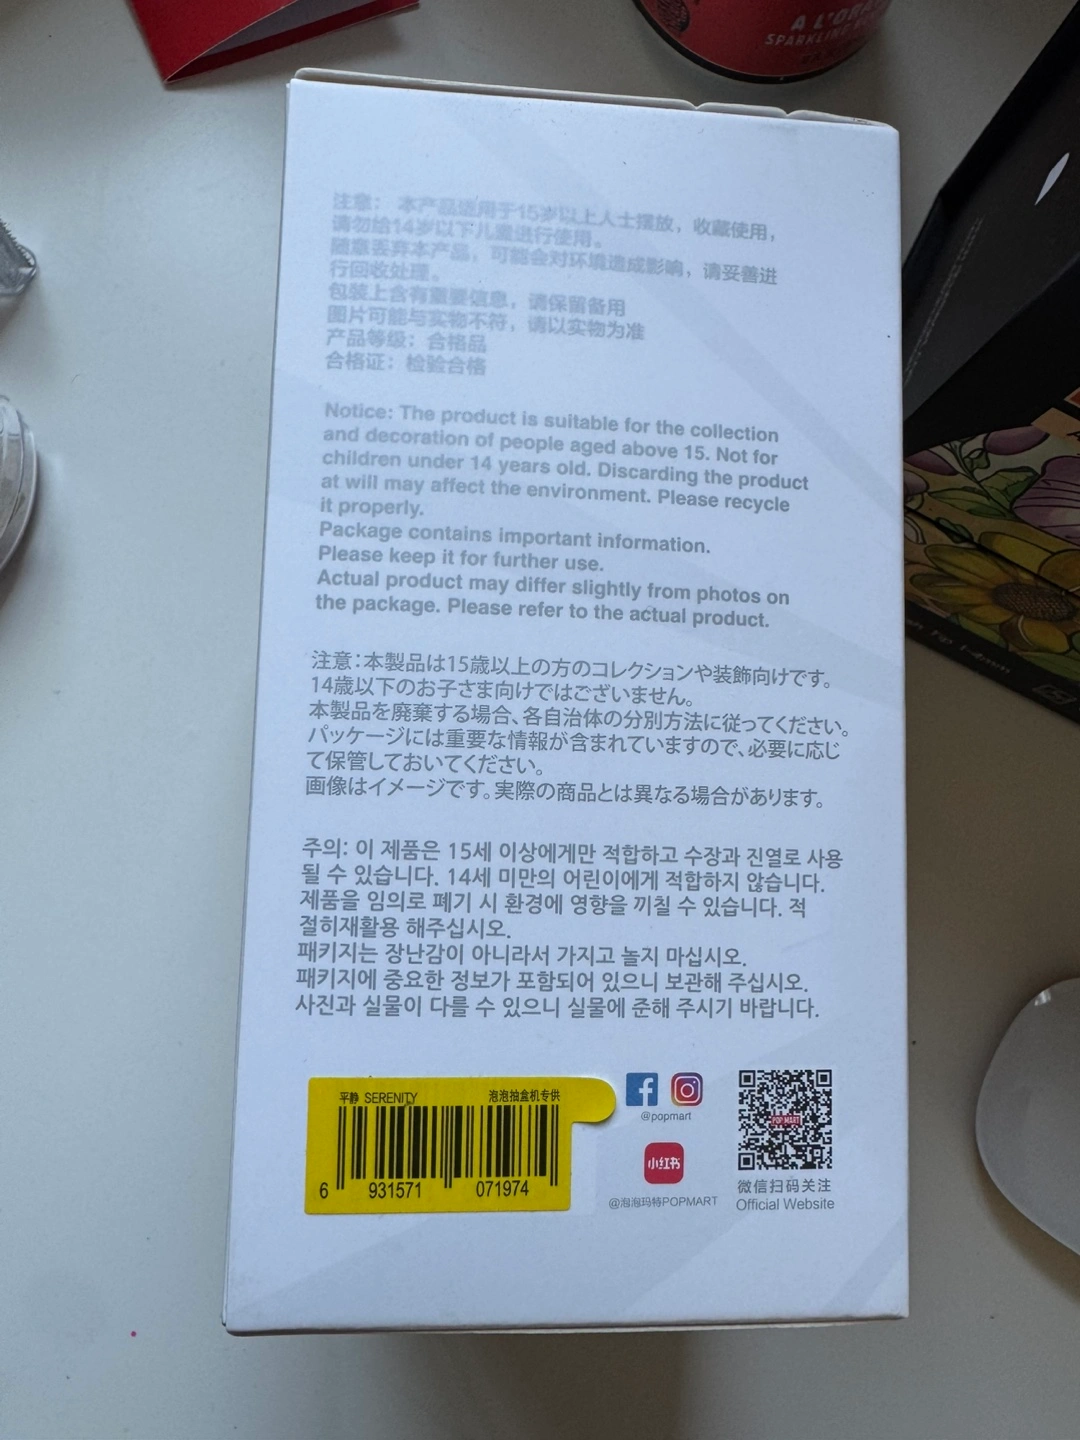 A L'ORA
SPARKLING
注意： 本产品适用于15岁以上人士摆放，收藏使用，
请勿给14岁以下儿童进行使用。
随意丢弃本产品，可能会对环境造成影响，请妥善进
行回收处理。
包装上含有重要信息，请保留备用
图片可能与实物不符，请以实物为准
产品等级：合格品
合格证：检验合格
Notice: The product is suitable for the collection
and decoration of people aged above 15. Not for
children under 14 years old. Discarding the product
at will may affect the environment. Please recycle
it properly.
Package contains important information.
Please keep it for further use.
Actual product may differ slightly from photos on
the package. Please refer to the actual product.
注意：本製品は15歳以上の方のコレクションや装飾向けです。
14歳以下のお子さま向けではございません。
本製品を廃棄する場合、各自治体の分別方法に従ってください。
パッケージには重要な情報が含まれていますので、必要に応じ
て保管しておいてください。
画像はイメージです。実際の商品とは異なる場合があります。
주의: 이 제품은 15세 이상에게만 적합하고 수장과 진열로 사용
될 수 있습니다. 14세 미만의 어린이에게 적합하지 않습니다.
제품을 임의로 폐기 시 환경에 영향을 끼칠 수 있습니다. 적
절히재활용 해주십시오.
패키지는 장난감이 아니라서 가지고 놀지 마십시오.
패키지에 중요한 정보가 포함되어 있으니 보관해 주십시오.
사진과 실물이 다를 수 있으니 실물에 준해 주시기 바랍니다.
平静 SERENITY 泡泡抽盒机专供
6 931571 071974
@popmart
小红书
@泡泡玛特POPMART
POP MART
微信扫码关注
Official Website